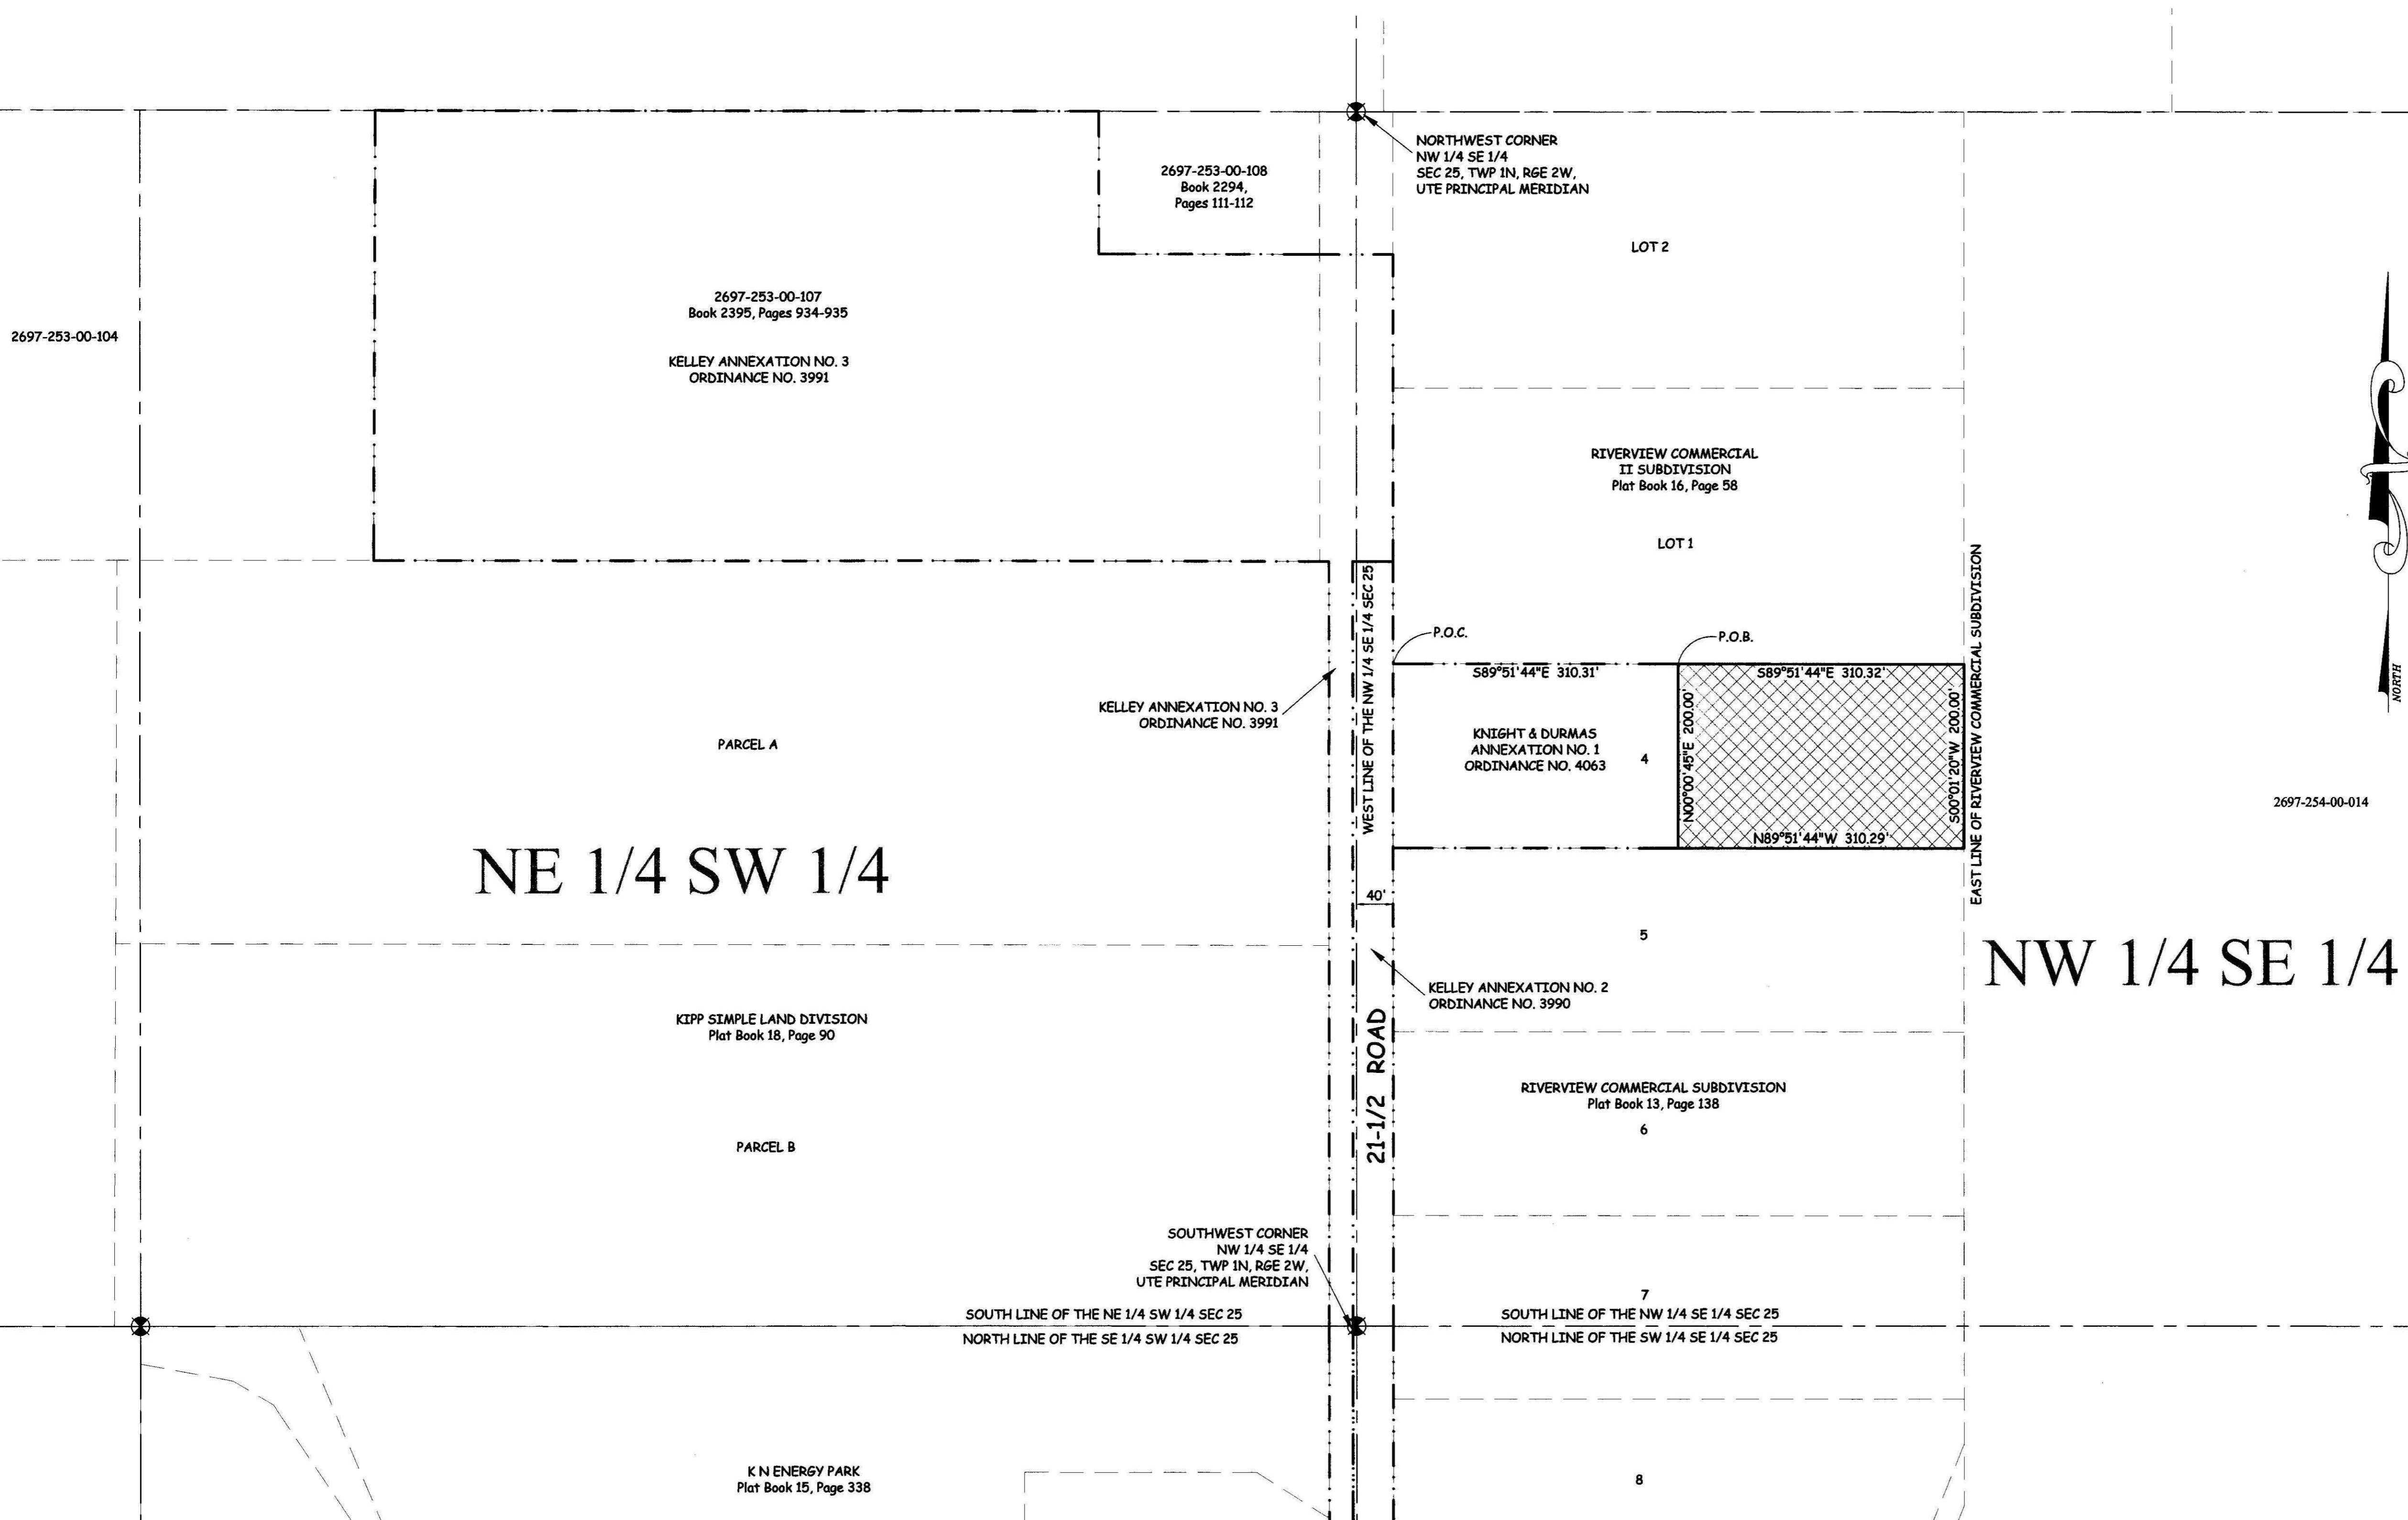 NORTHWEST CORNER
NW 1/4 SE 1/4
SEC 25, TWP 1N, RGE 2W,
UTE PRINCIPAL MERIDIAN
2697-253-00-108
Book 2294,
Pages 111-112
LOT 2
2697-253-00-107
Book 2395, Pages 934-935
KELLEY ANNEXATION NO. 3
ORDINANCE NO. 3991
2697-253-00-104
RIVERVIEW COMMERCIAL
II SUBDIVISION
Plat Book 16, Page 58
LOT 1
WEST LINE OF THE NW 1/4 SE 1/4 SEC 25
P.O.C.
P.O.B.
EAST LINE OF RIVERVIEW COMMERCIAL SUBDIVISION
NORTH
S89°51'44"E 310.31'
S89°51'44"E 310.32'
KELLEY ANNEXATION NO. 3
ORDINANCE NO. 3991
PARCEL A
KNIGHT & DURMAS
ANNEXATION NO. 1
ORDINANCE NO. 4063
4
N00°00'45"E 200.00'
S00°01'20"W 200.00'
N89°51'44"W 310.29'
2697-254-00-014
NE 1/4 SW 1/4
40'
5
NW 1/4 SE 1/4
KELLEY ANNEXATION NO. 2
ORDINANCE NO. 3990
KIPP SIMPLE LAND DIVISION
Plat Book 18, Page 90
21-1/2 ROAD
RIVERVIEW COMMERCIAL SUBDIVISION
Plat Book 13, Page 138
6
PARCEL B
SOUTHWEST CORNER
NW 1/4 SE 1/4
SEC 25, TWP 1N, RGE 2W,
UTE PRINCIPAL MERIDIAN
7
SOUTH LINE OF THE NE 1/4 SW 1/4 SEC 25
SOUTH LINE OF THE NW 1/4 SE 1/4 SEC 25
NORTH LINE OF THE SE 1/4 SW 1/4 SEC 25
NORTH LINE OF THE SW 1/4 SE 1/4 SEC 25
K N ENERGY PARK
Plat Book 15, Page 338
8